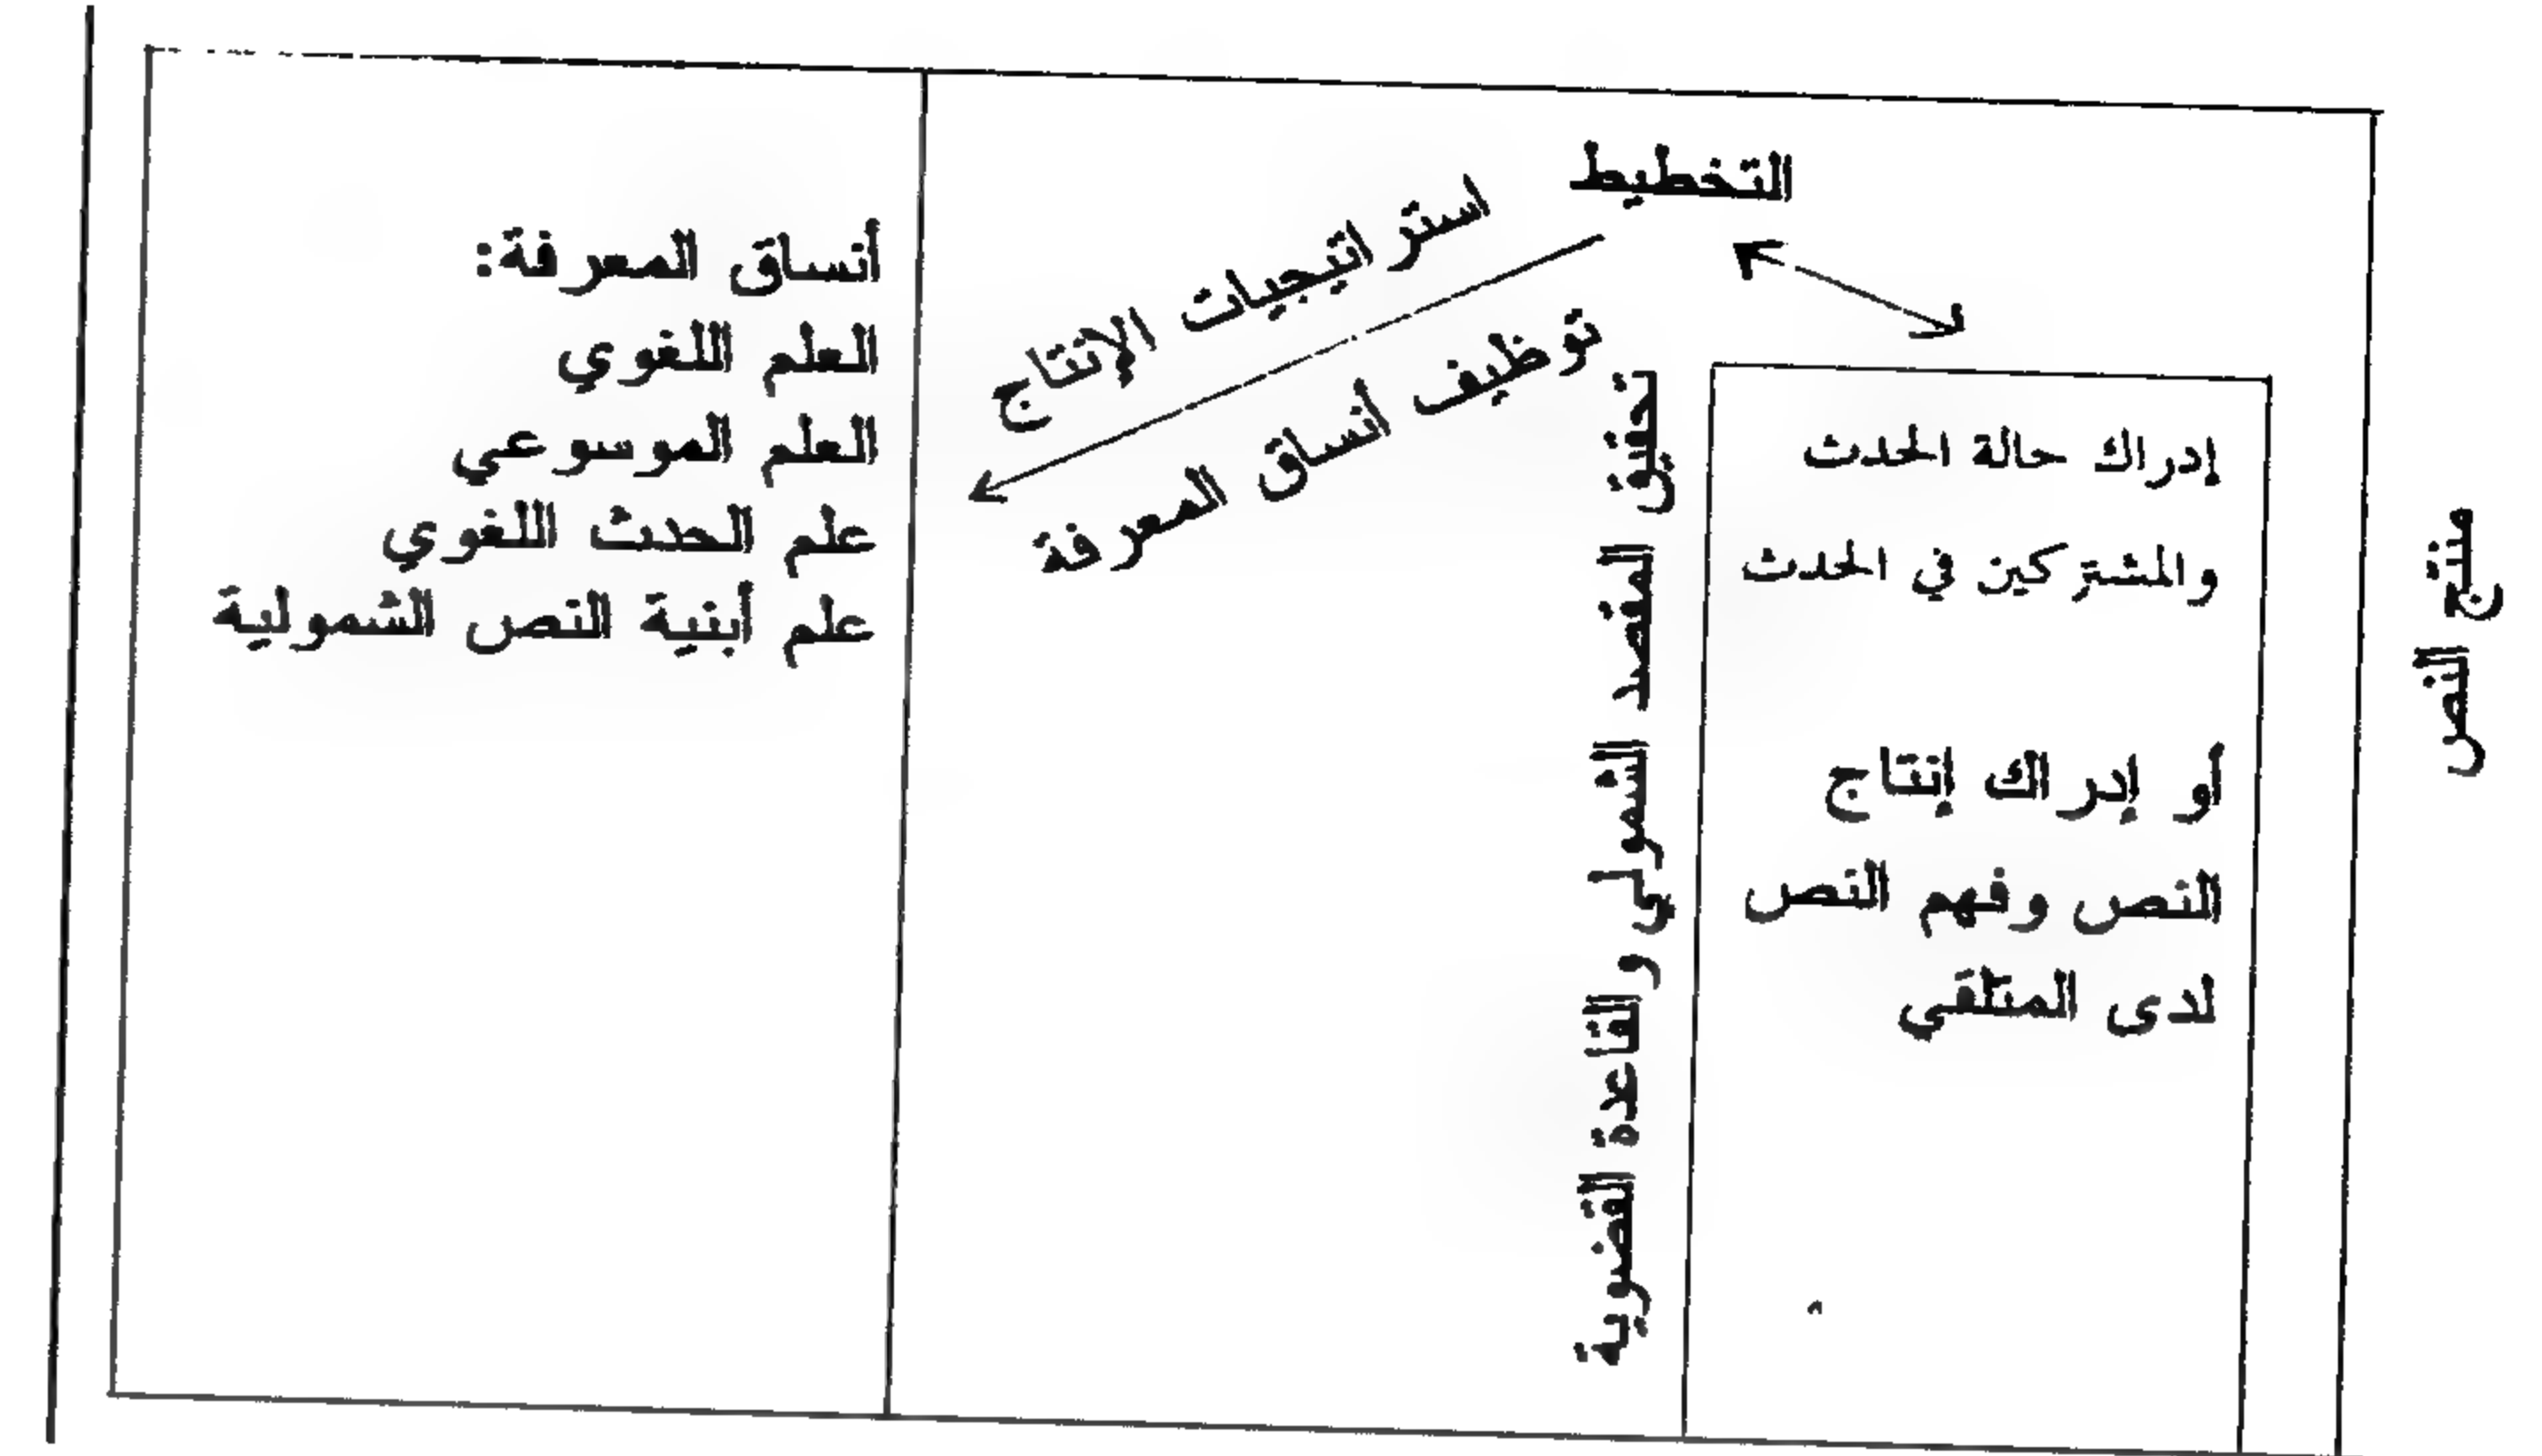 منتج النص
التخطيط
إدراك حالة الحدث
والمشتركين في الحدث
أو إدراك إنتاج
النص وفهم النص
لدى المتلقي
تحقيق المقصد الشمولي والقاعدة القضوية
استراتيجيات الإنتاج
توظيف أنساق المعرفة
أنساق المعرفة:
العلم اللغوي
العلم الموسوعي
علم الحدث اللغوي
علم أبنية النص الشمولية